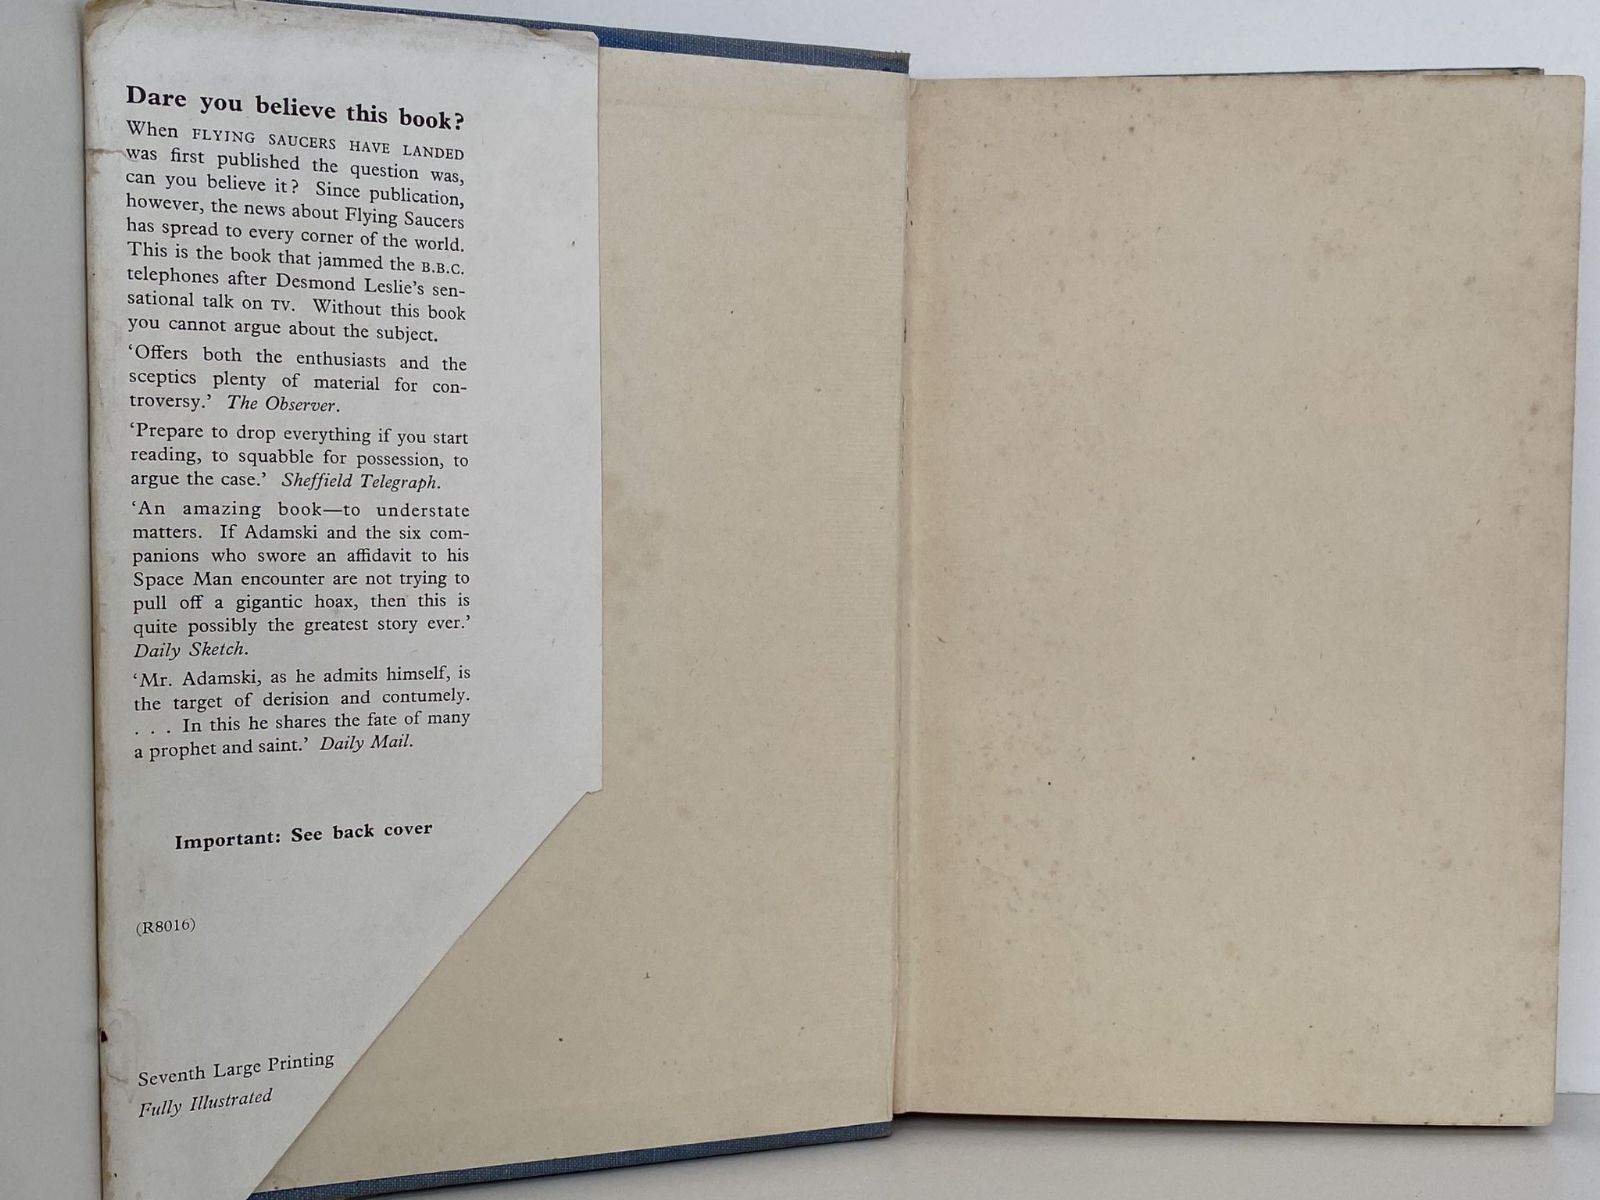 Dare you believe this book?
When FLYING SAUCERS HAVE LANDED
was first published the question was,
can you believe it? Since publication,
however, the news about Flying Saucers
has spread to every corner of the world.
This is the book that jammed the B.B.C.
telephones after Desmond Leslie's sen-
sational talk on TV. Without this book
you cannot argue about the subject.
‘Offers both the enthusiasts and the
sceptics plenty of material for con-
troversy.’ The Observer.
‘Prepare to drop everything if you start
reading, to squabble for possession, to
argue the case.’ Sheffield Telegraph.
‘An amazing book—to understate
matters. If Adamski and the six com-
panions who swore an affidavit to his
Space Man encounter are not trying to
pull off a gigantic hoax, then this is
quite possibly the greatest story ever.’
Daily Sketch.
‘Mr. Adamski, as he admits himself, is
the target of derision and contumely.
. . . In this he shares the fate of many
a prophet and saint.’ Daily Mail.
Important: See back cover
(R8016)
Seventh Large Printing
Fully Illustrated